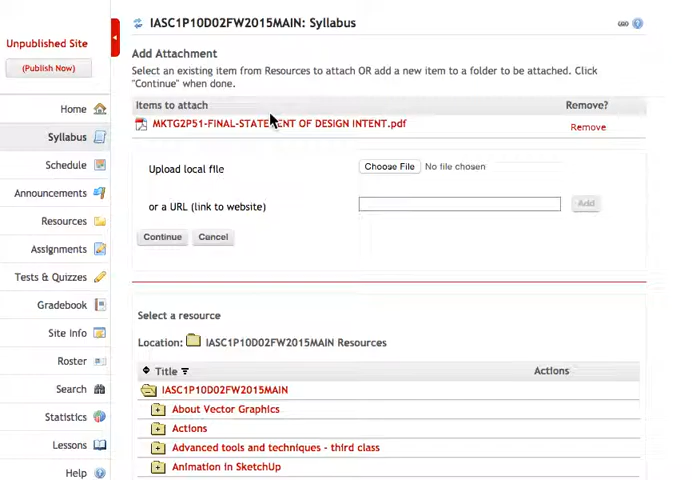 IASC1P10D02FW2015MAIN: Syllabus
Unpublished Site
(Publish Now)
Home
Syllabus
Schedule
Announcements
Resources
Assignments
Tests & Quizzes
Gradebook
Site Info
Roster
Search
Statistics
Lessons
Help
Add Attachment
Select an existing item from Resources to attach OR add a new item to a folder to be attached. Click
"Continue" when done.
Items to attach Remove?
MKTG2P51-FINAL-STATEMENT OF DESIGN INTENT.pdf Remove
Upload local file Choose File No file chosen
or a URL (link to website) Add
Continue Cancel
Select a resource
Location: IASC1P10D02FW2015MAIN Resources
Title Actions
IASC1P10D02FW2015MAIN
About Vector Graphics
Actions
Advanced tools and techniques - third class
Animation in SketchUp